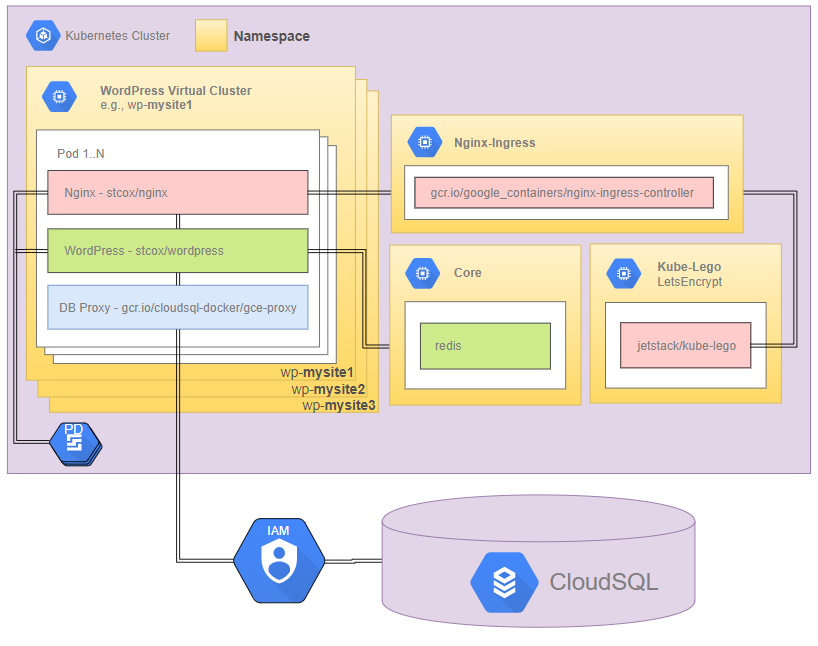 Kubernetes Cluster
Namespace
WordPress Virtual Cluster
e.g., wp-mysite1
Pod 1..N
Nginx - stcox/nginx
WordPress - stcox/wordpress
DB Proxy - gcr.io/cloudsql-docker/gce-proxy
wp-mysite1
wp-mysite2
wp-mysite3
Nginx-Ingress
gcr.io/google_containers/nginx-ingress-controller
Core
redis
Kube-Lego
LetsEncrypt
jetstack/kube-lego
PD
IAM
CloudSQL